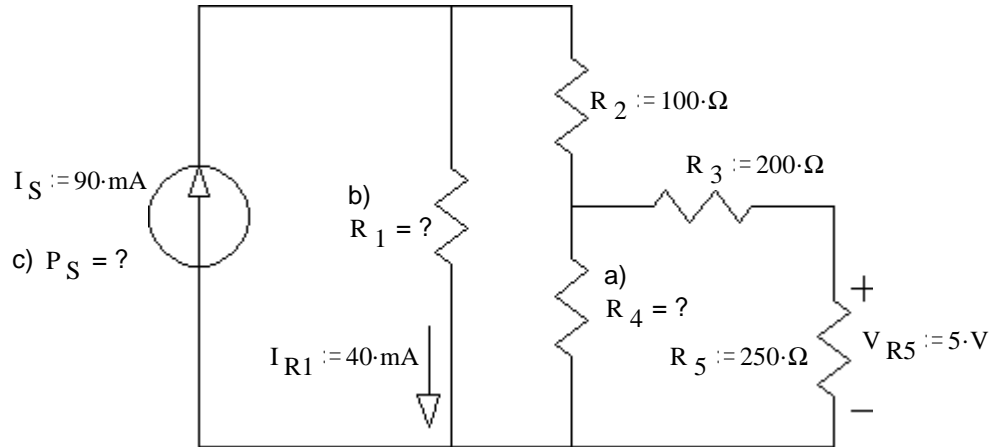 R 2 := 100·Ω
R 3 := 200·Ω
I S := 90·mA
b)
R 1 = ?
c) P S = ?
a)
R 4 = ?
+
I R1 := 40·mA
R 5 := 250·Ω
V R5 := 5·V
−